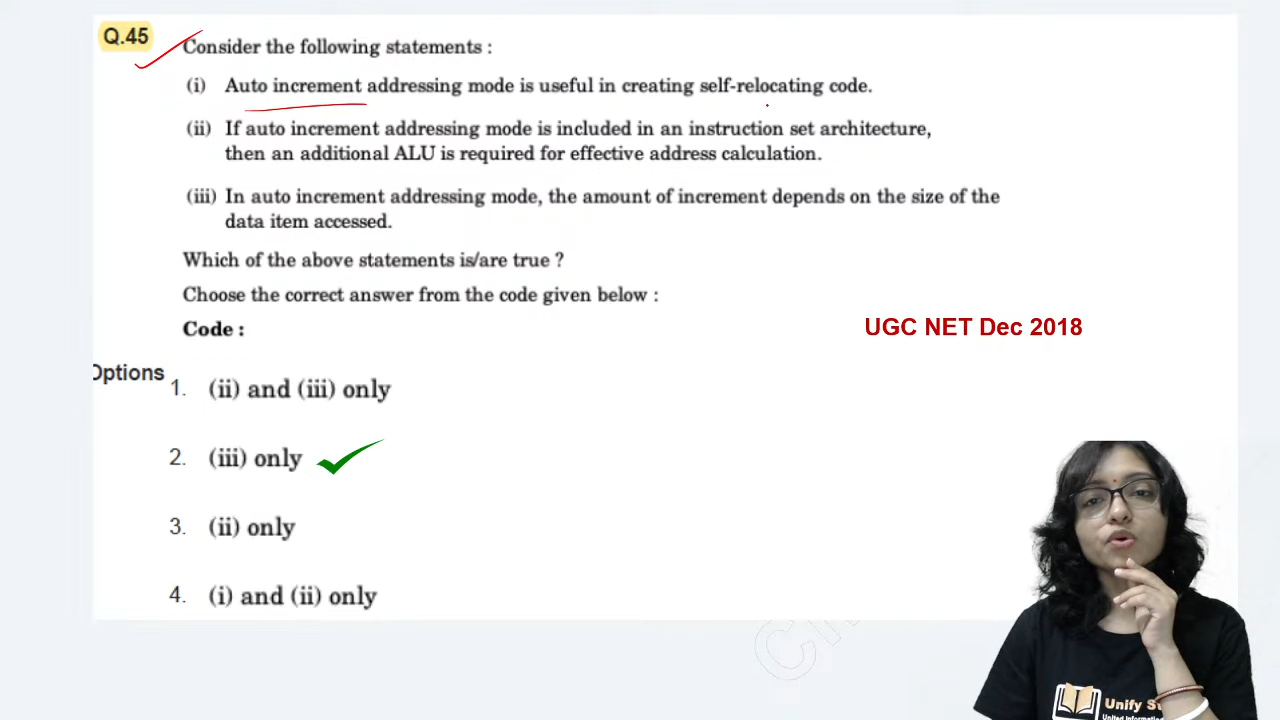 Q.45
Consider the following statements :
(i) Auto increment addressing mode is useful in creating self-relocating code.
(ii) If auto increment addressing mode is included in an instruction set architecture,
then an additional ALU is required for effective address calculation.
(iii) In auto increment addressing mode, the amount of increment depends on the size of the
data item accessed.
Which of the above statements is/are true ?
Choose the correct answer from the code given below :
Code :
UGC NET Dec 2018
Options
1. (ii) and (iii) only
2. (iii) only
3. (ii) only
4. (i) and (ii) only
Unify